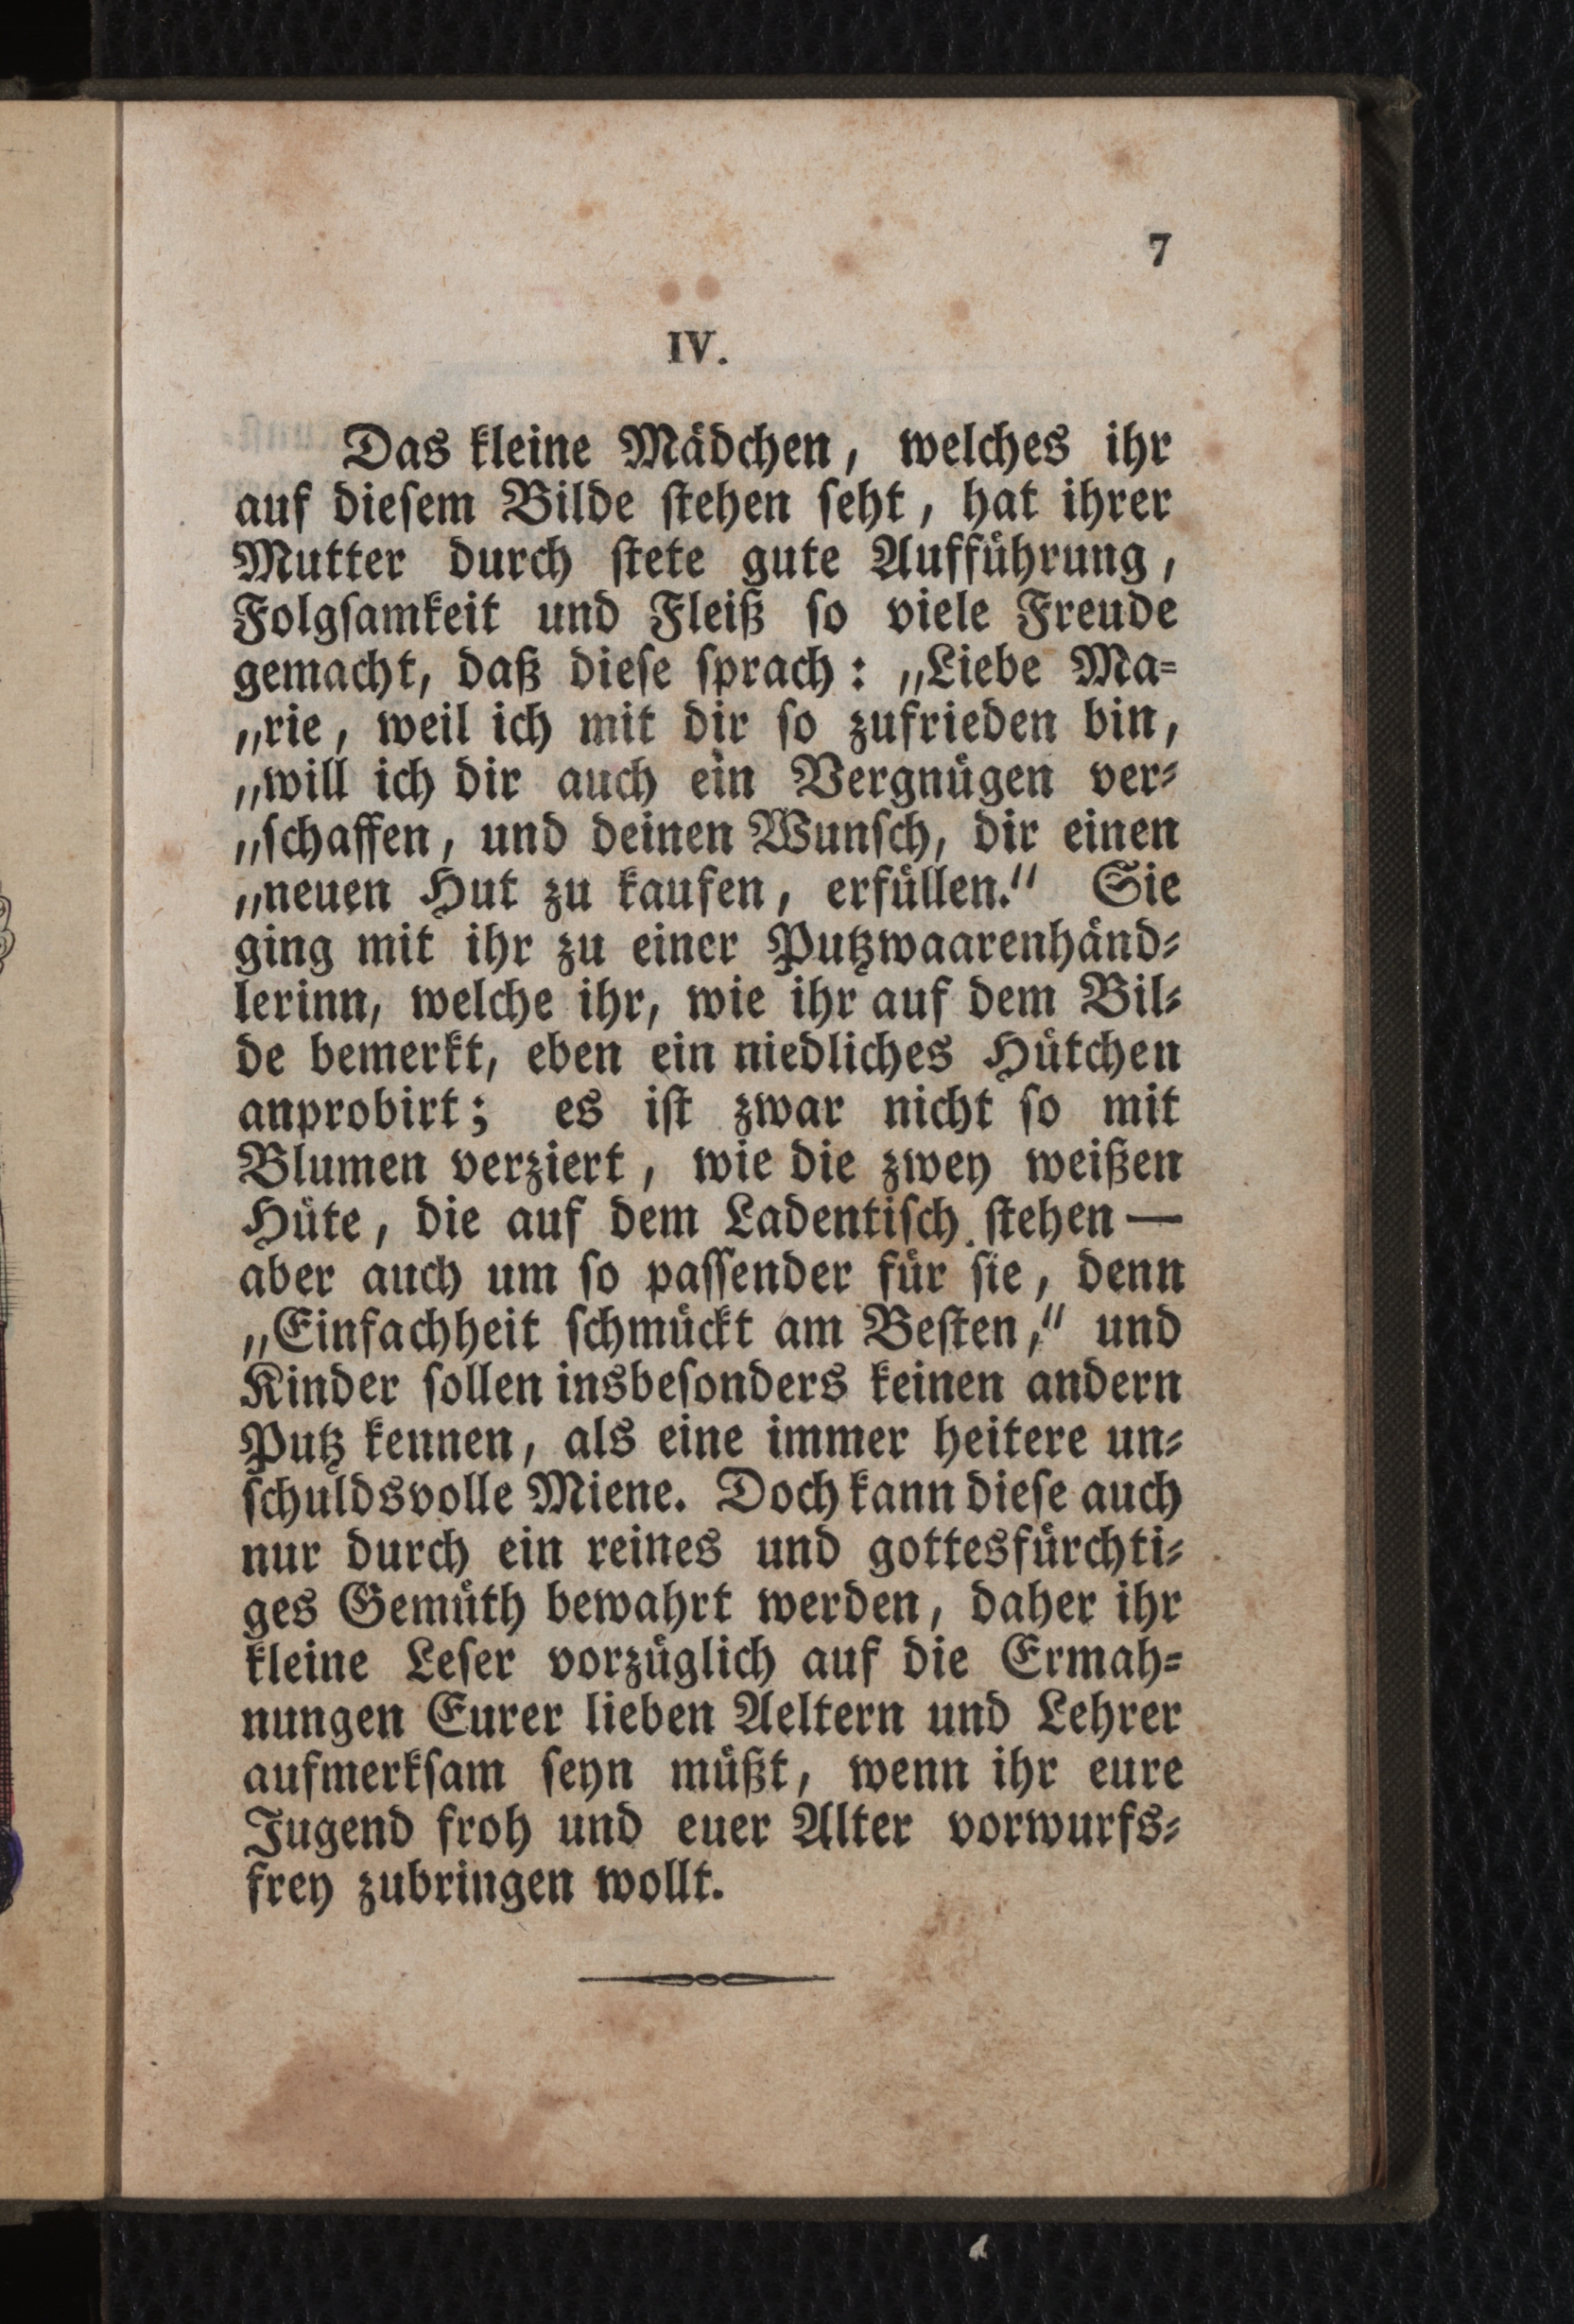 7
IV.
Das kleine Mädchen, welches ihr
auf diesem Bilde stehen seht, hat ihrer
Mutter durch stete gute Aufführung,
Folgsamkeit und Fleiß so viele Freude
gemacht, daß diese sprach: „Liebe Ma=
„rie, weil ich mit dir so zufrieden bin,
„will ich dir auch ein Vergnügen ver=
„schaffen, und deinen Wunsch, dir einen
„neuen Hut zu kaufen, erfüllen.“ Sie
ging mit ihr zu einer Putzwaarenhänd=
lerinn, welche ihr, wie ihr auf dem Bil=
de bemerkt, eben ein niedliches Hütchen
anprobirt; es ist zwar nicht so mit
Blumen verziert, wie die zwey weißen
Hüte, die auf dem Ladentisch stehen —
aber auch um so passender für sie, denn
„Einfachheit schmückt am Besten,“ und
Kinder sollen insbesonders keinen andern
Putz kennen, als eine immer heitere un=
schuldsvolle Miene. Doch kann diese auch
nur durch ein reines und gottesfürchti=
ges Gemüth bewahrt werden, daher ihr
kleine Leser vorzüglich auf die Ermah=
nungen Eurer lieben Aeltern und Lehrer
aufmerksam seyn müßt, wenn ihr eure
Jugend froh und euer Alter vorwurfs=
frey zubringen wollt.